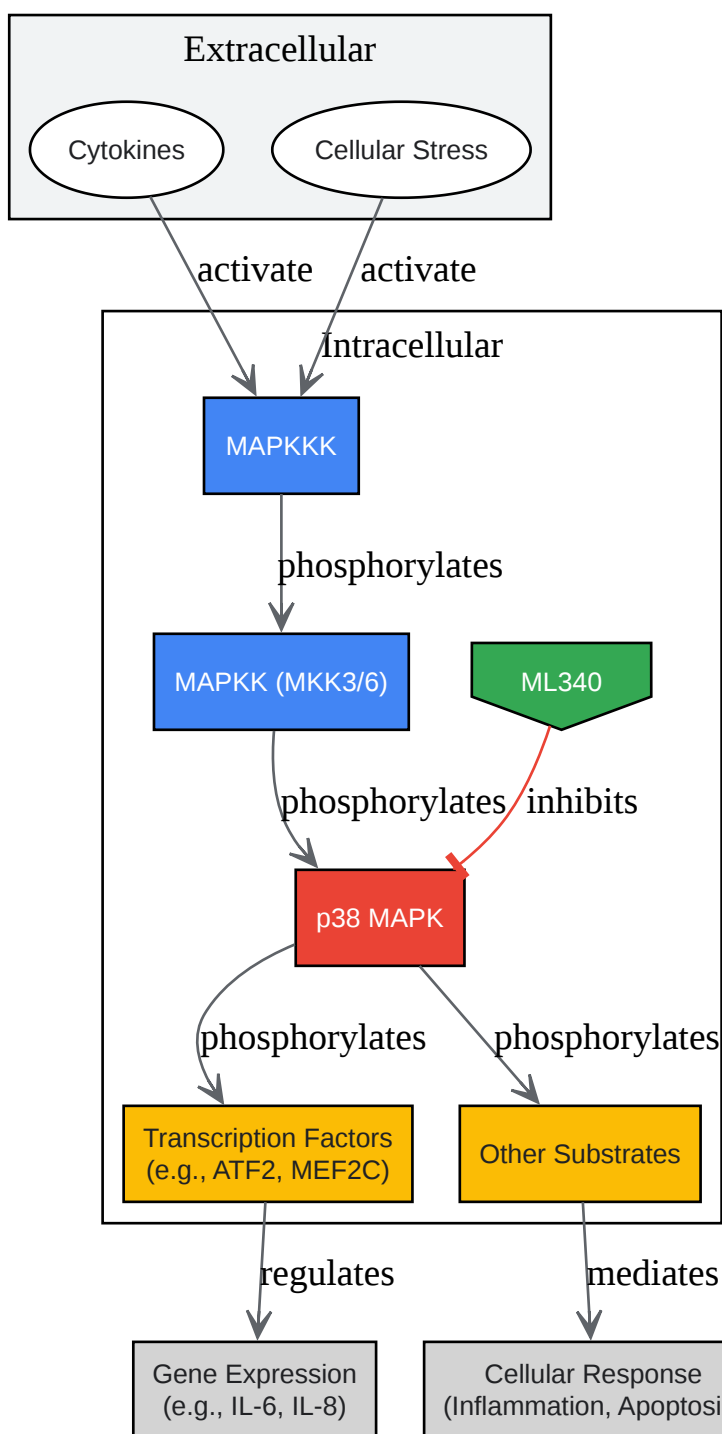 Extracellular
Cytokines
Cellular Stress
activate
activate
Intracellular
MAPKKK
phosphorylates
MAPKK (MKK3/6)
ML340
phosphorylates
inhibits
p38 MAPK
phosphorylates
phosphorylates
Transcription Factors
(e.g., ATF2, MEF2C)
Other Substrates
regulates
mediates
Gene Expression
(e.g., IL-6, IL-8)
Cellular Response
(Inflammation, Apoptosi